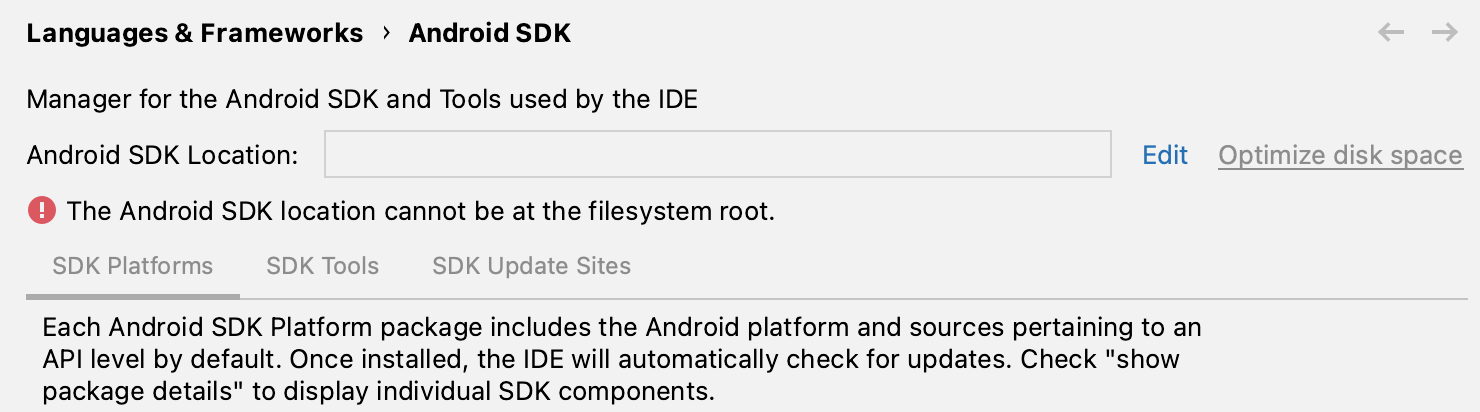 Languages & Frameworks › Android SDK
Manager for the Android SDK and Tools used by the IDE
Android SDK Location: Edit Optimize disk space
The Android SDK location cannot be at the filesystem root.
SDK Platforms SDK Tools SDK Update Sites
Each Android SDK Platform package includes the Android platform and sources pertaining to an
API level by default. Once installed, the IDE will automatically check for updates. Check "show
package details" to display individual SDK components.